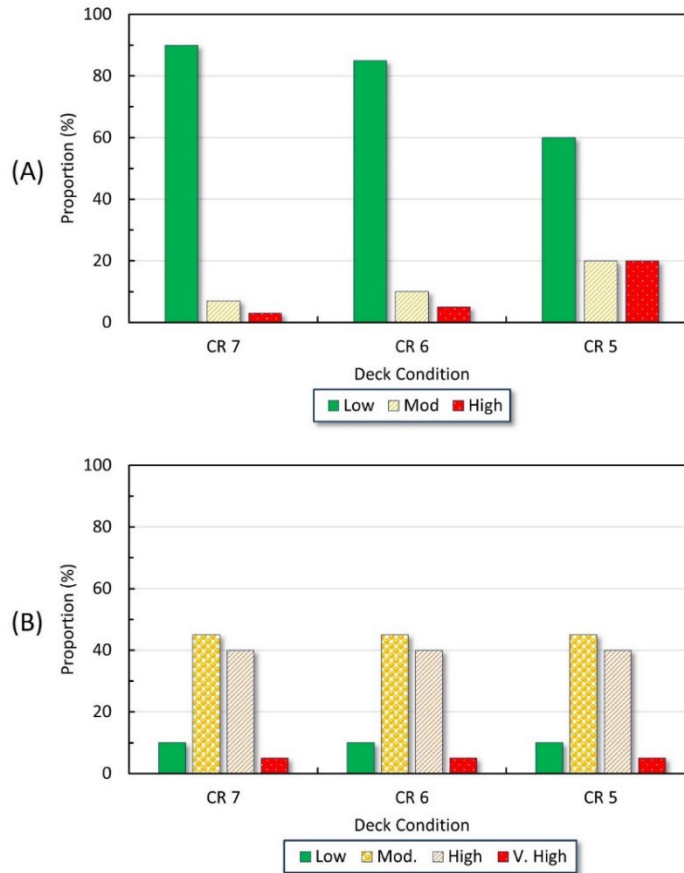 (A)
Proportion (%)
100
80
60
40
20
0
CR 7 CR 6 CR 5
Deck Condition
Low Mod High
(B)
Proportion (%)
100
80
60
40
20
0
CR 7 CR 6 CR 5
Deck Condition
Low Mod. High V. High